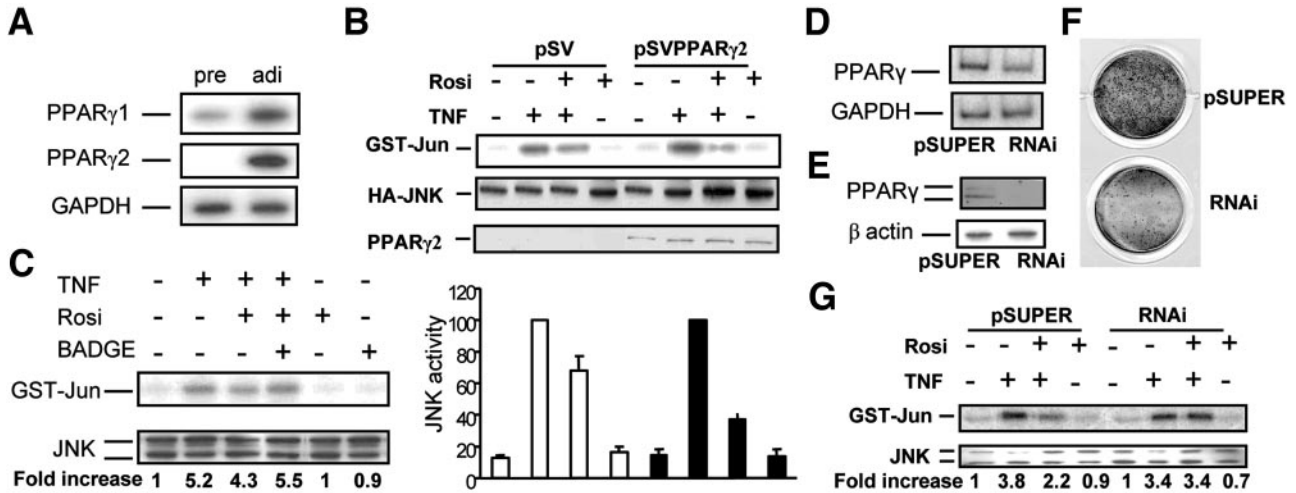 A
pre adi
PPARγ1
PPARγ2
GAPDH
B
pSV pSVPPARγ2
Rosi - - + + - - + +
TNF - + + - - + + -
GST-Jun
HA-JNK
PPARγ2
JNK activity
120
100
80
60
40
20
0
C
TNF - + + + - -
Rosi - - + + + -
BADGE - - - + - +
GST-Jun
JNK
Fold increase 1 5.2 4.3 5.5 1 0.9
D
PPARγ
GAPDH
pSUPER RNAi
E
PPARγ
β actin
pSUPER RNAi
F
pSUPER
RNAi
G
pSUPER RNAi
Rosi - - + + - - + +
TNF - + + - - + + -
GST-Jun
JNK
Fold increase 1 3.8 2.2 0.9 1 3.4 3.4 0.7